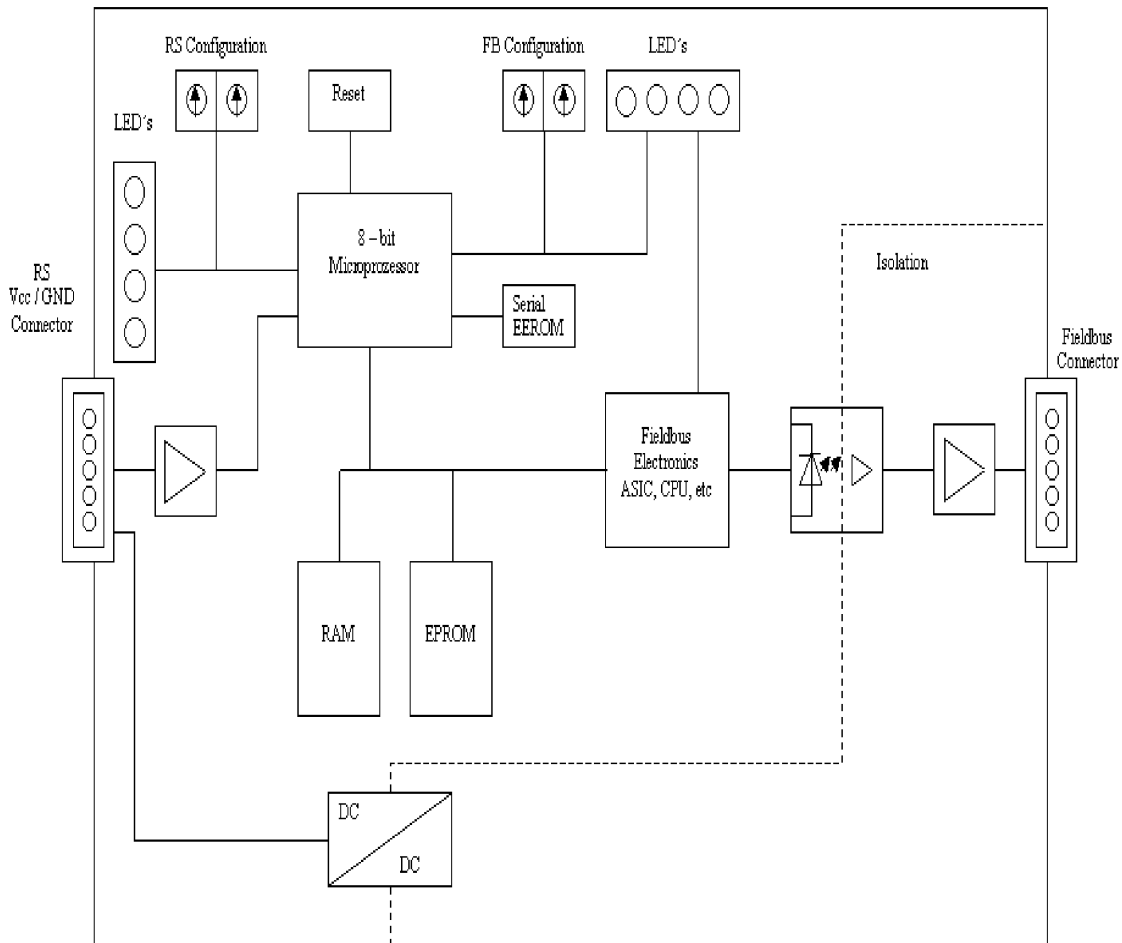 RS Configuration
FB Configuration
LED´s
Reset
LED´s
8 – bit
Microprozessor
Isolation
RS
Vcc / GND
Connector
Serial
EEROM
Fieldbus
Connector
Fieldbus
Electronics
ASIC, CPU, etc
RAM
EPROM
DC
DC